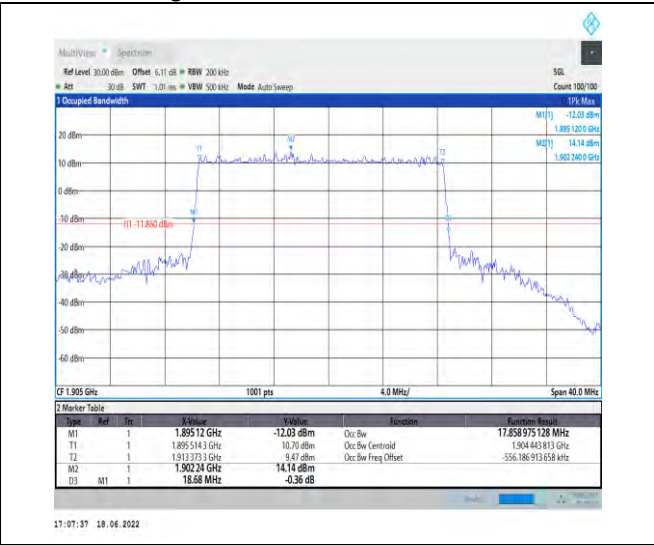 MultiView Spectrum
Ref Level 30.00 dBm Offset 6.11 dB RBW 200 kHz SGL
Att 30 dB SWT 1.01 ms VBW 500 kHz Mode Auto Sweep Count 100/100
1 Occupied Bandwidth 1Pk Max
M1[1] -12.03 dBm
1.895 120 0 GHz
M2[1] 14.14 dBm
1.902 240 0 GHz
20 dBm
M2
T1
T2
10 dBm
0 dBm
M1
-10 dBm
H1 -11.860 dBm
-20 dBm
-30 dBm
-40 dBm
-50 dBm
-60 dBm
CF 1.905 GHz 1001 pts 4.0 MHz/ Span 40.0 MHz
2 Marker Table
Type Ref Trc X-Value Y-Value Function Function Result
M1 1 1.89512 GHz -12.03 dBm Occ Bw 17.858 975 128 MHz
T1 1 1.895 514 3 GHz 10.70 dBm Occ Bw Centroid 1.904 443 813 GHz
T2 1 1.913 373 3 GHz 9.47 dBm Occ Bw Freq Offset -556.186 913 658 kHz
M2 1 1.90224 GHz 14.14 dBm
D3 M1 1 18.68 MHz -0.36 dB
17:07:37 18.06.2022